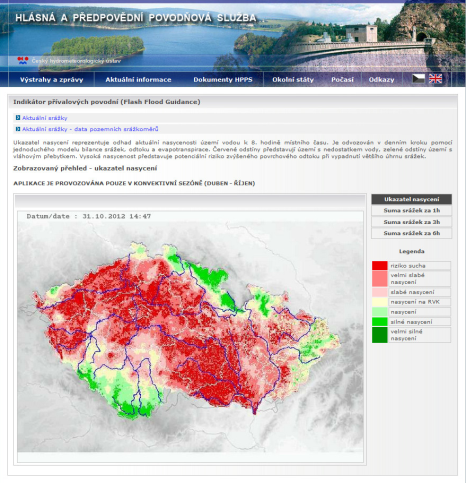 HLÁSNÁ A PŘEDPOVĚDNÍ POVODŇOVÁ SLUŽBA
Český hydrometeorologický ústav
Výstrahy a zprávy Aktuální informace Dokumenty HPPS Okolní státy Počasí Odkazy
Indikátor přívalových povodní (Flash Flood Guidance)
Aktuální srážky
Aktuální srážky - data pozemních srážkoměrů
Ukazatel nasycení reprezentuje odhad aktuální nasycenosti území vodou k 8. hodině místního času. Je odvozován v denním kroku pomocí
jednoduchého modelu bilance srážek, odtoku a evapotranspirace. Červené odstíny představují území s nedostatkem vody, zelené odstíny území s
vláhovým přebytkem. Vysoká nasycenost představuje potenciální riziko zvýšeného povrchového odtoku při vypadnutí většího úhrnu srážek.
Zobrazovaný přehled - ukazatel nasycení
APLIKACE JE PROVOZOVÁNA POUZE V KONVEKTIVNÍ SEZÓNĚ (DUBEN - ŘÍJEN)
Datum/date : 31.10.2012 14:47
Ukazatel nasycení
Suma srážek za 1h
Suma srážek za 3h
Suma srážek za 6h
Legenda
riziko sucha
velmi slabé
nasycení
slabé nasycení
nasycení na RVK
nasycení
silné nasycení
velmi silné
nasycení